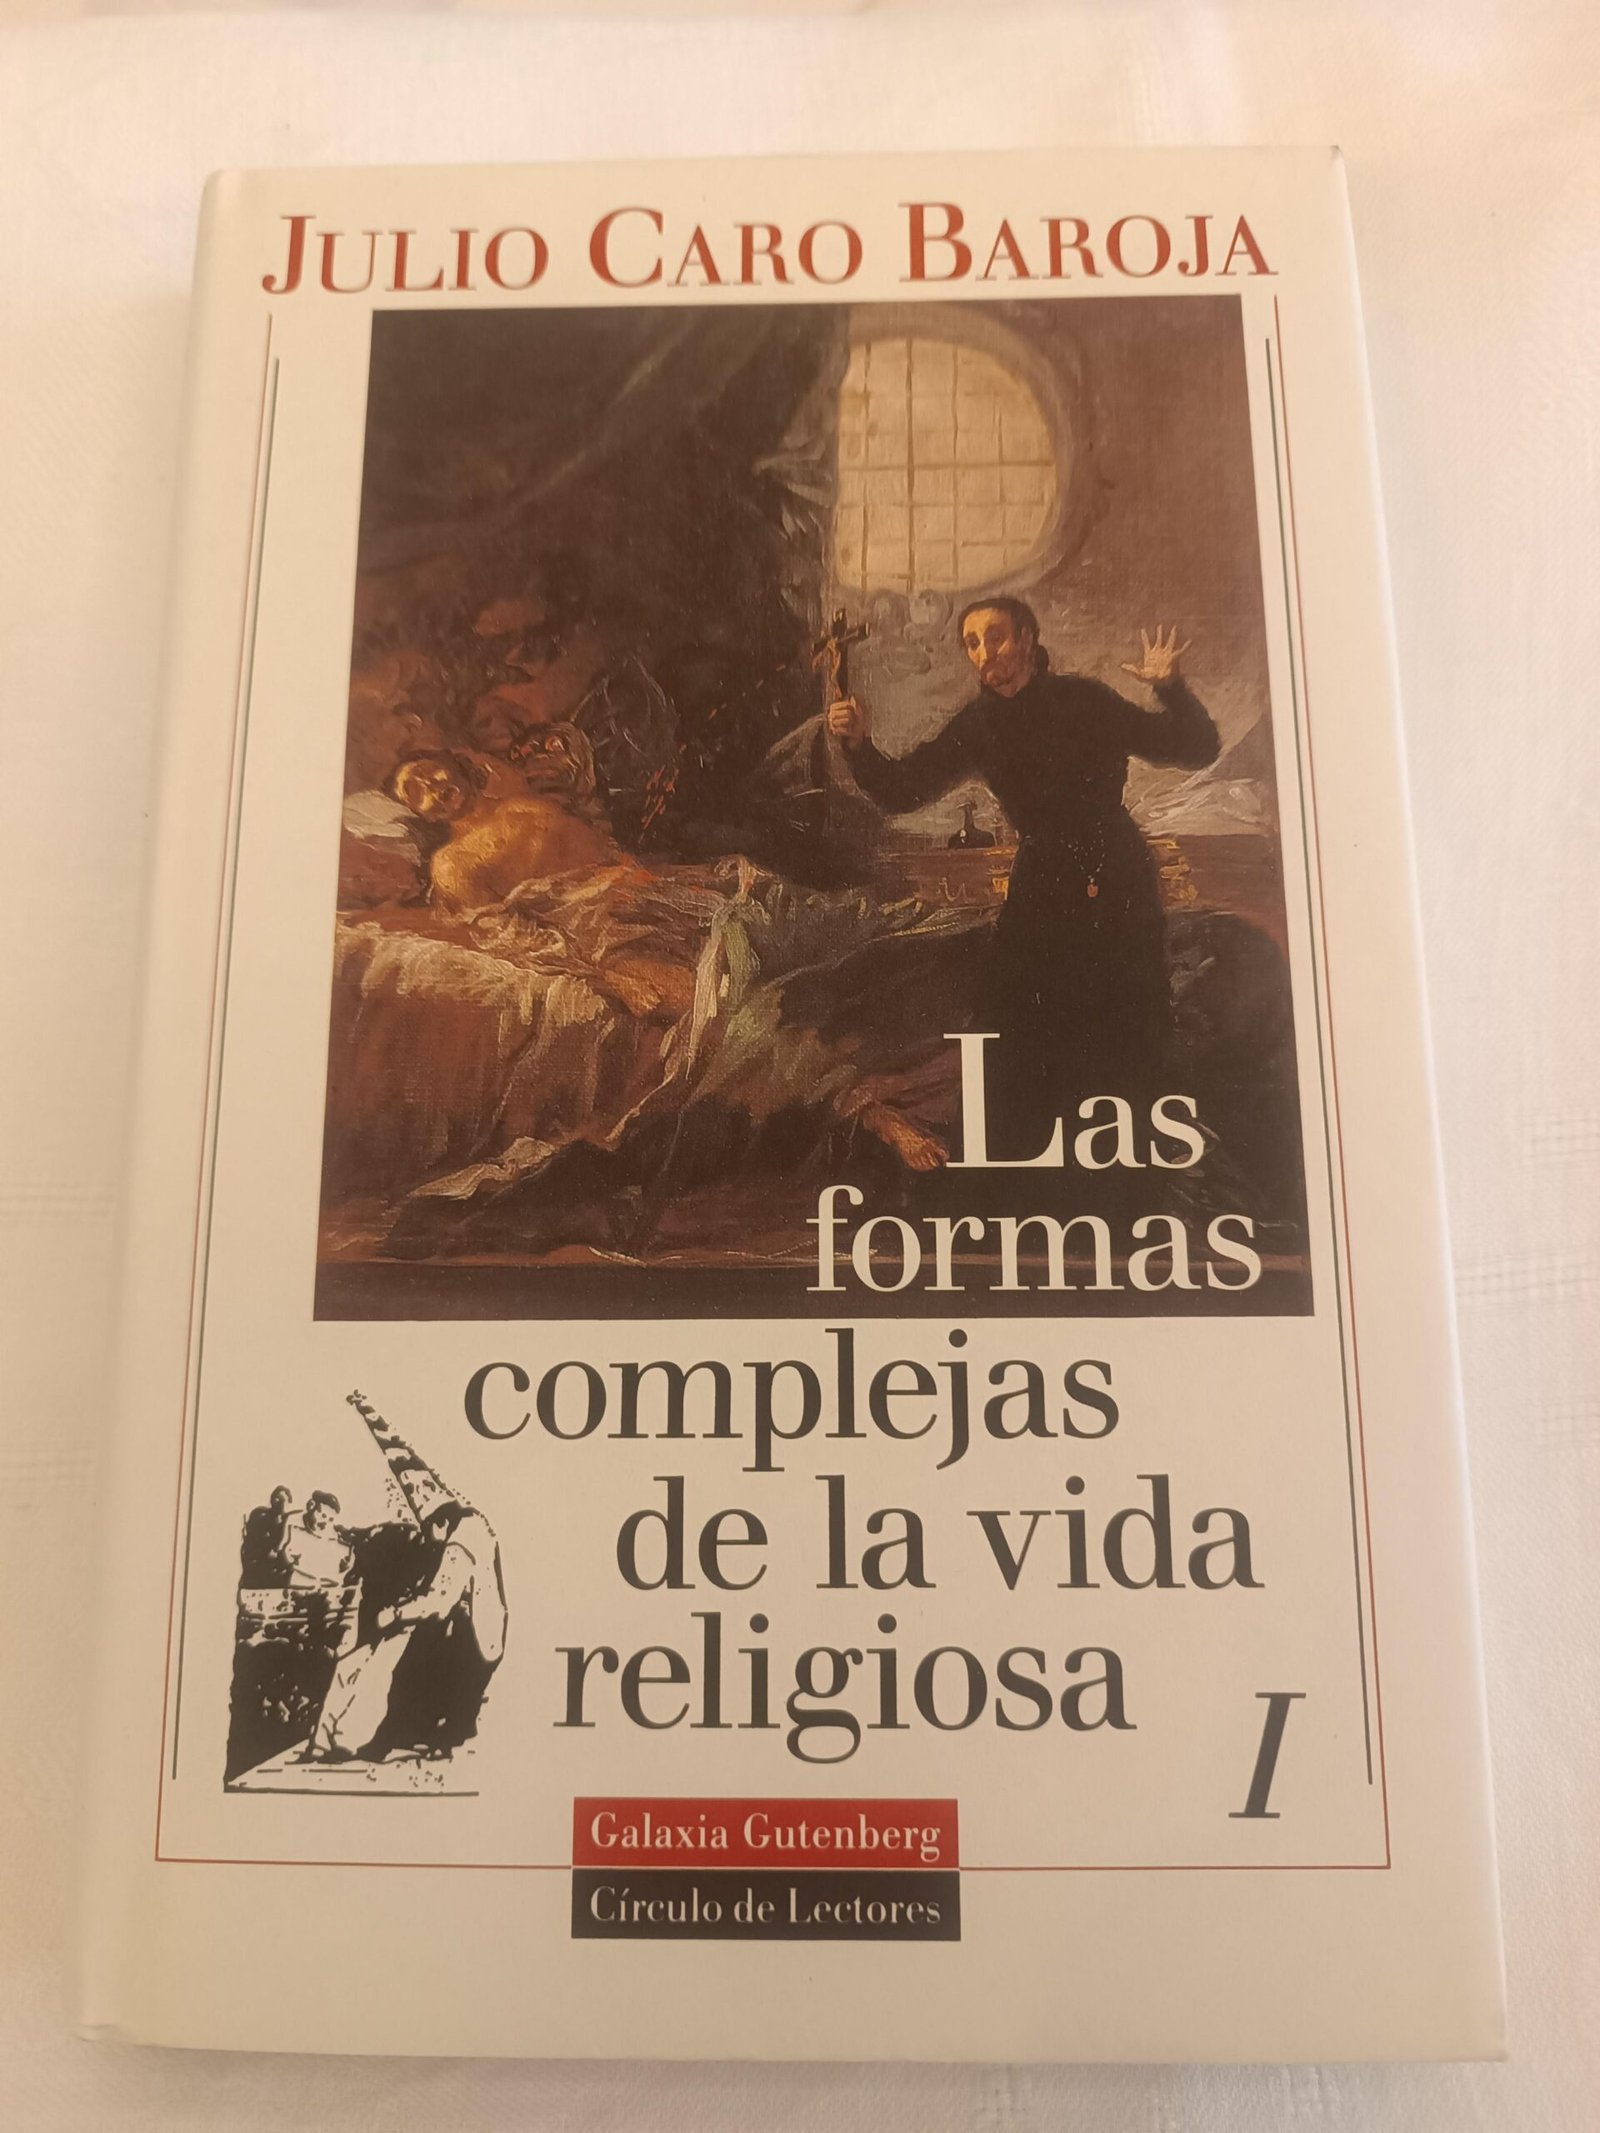 JULIO CARO BAROJA
Las
formas
complejas
de la vida
religiosa
I
Galaxia Gutenberg
Círculo de Lectores